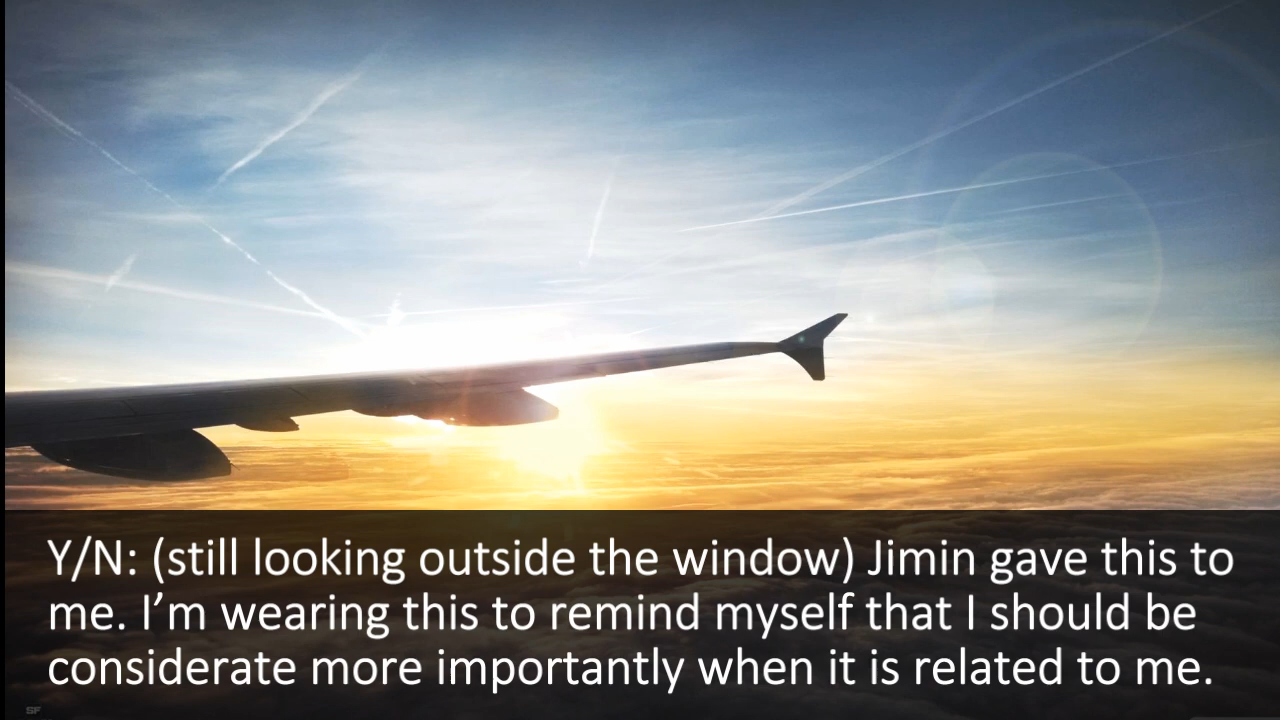 Y/N: (still looking outside the window) Jimin gave this to
me. I’m wearing this to remind myself that I should be
considerate more importantly when it is related to me.
SF